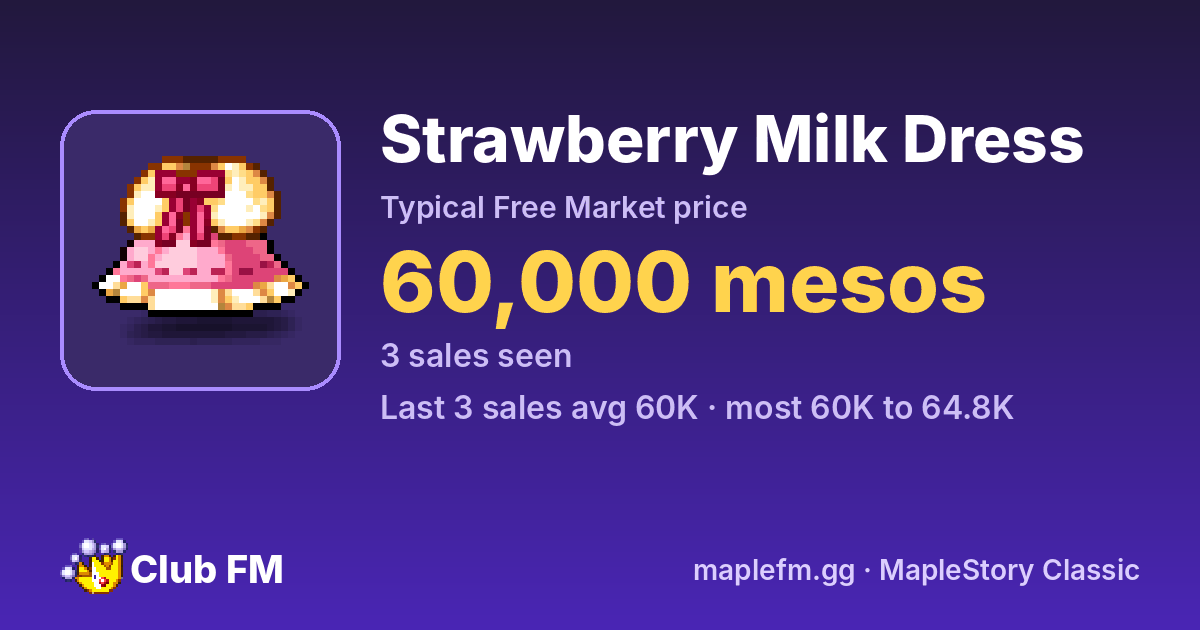 Strawberry Milk Dress
Typical Free Market price
60,000 mesos
3 sales seen
Last 3 sales avg 60K · most 60K to 64.8K
Club FM
maplefm.gg · MapleStory Classic